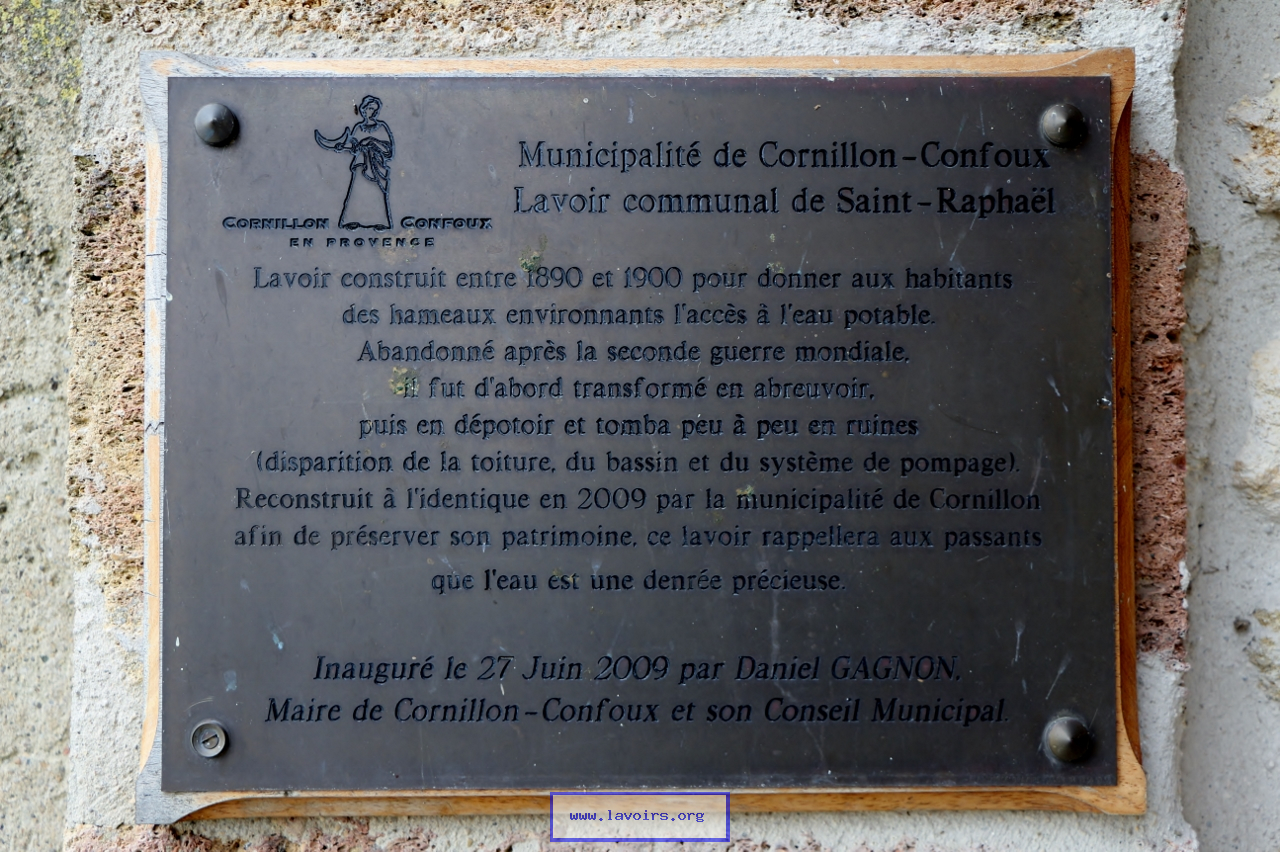 CORNILLON CONFOUX
EN PROVENCE
Municipalité de Cornillon-Confoux
Lavoir communal de Saint-Raphaël
Lavoir construit entre 1890 et 1900 pour donner aux habitants
des hameaux environnants l'accès à l'eau potable.
Abandonné après la seconde guerre mondiale,
il fut d'abord transformé en abreuvoir,
puis en dépotoir et tomba peu à peu en ruines
(disparition de la toiture, du bassin et du système de pompage).
Reconstruit à l'identique en 2009 par la municipalité de Cornillon
afin de préserver son patrimoine, ce lavoir rappellera aux passants
que l'eau est une denrée précieuse.
Inauguré le 27 Juin 2009 par Daniel GAGNON,
Maire de Cornillon-Confoux et son Conseil Municipal.
www.lavoirs.org